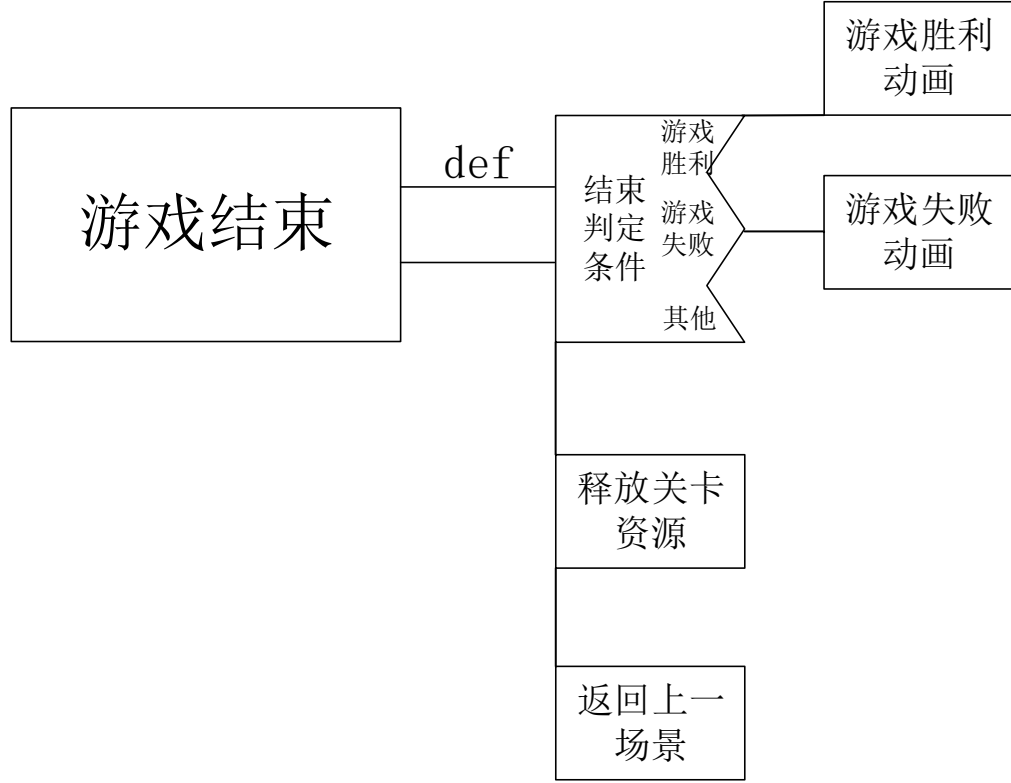 游戏结束
def
结束
判定
条件
游戏
胜利
游戏
失败
其他
游戏胜利
动画
游戏失败
动画
释放关卡
资源
返回上一
场景